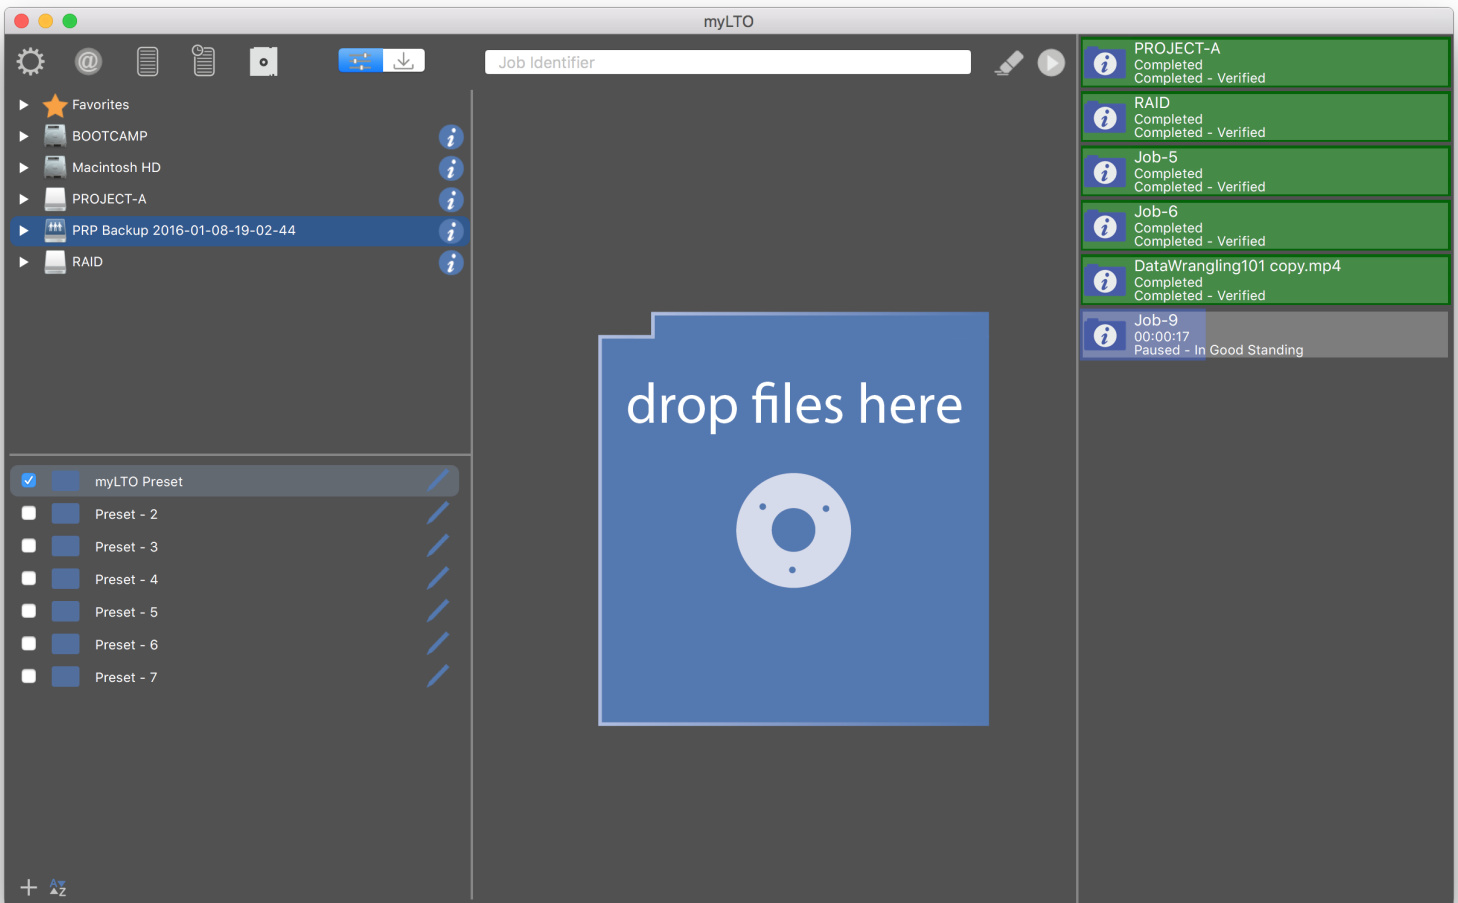 myLTO
@
Job Identifier
Favorites
BOOTCAMP
Macintosh HD
PROJECT-A
PRP Backup 2016-01-08-19-02-44
RAID
myLTO Preset
Preset - 2
Preset - 3
Preset - 4
Preset - 5
Preset - 6
Preset - 7
A
Z
drop files here
PROJECT-A
Completed
Completed - Verified
RAID
Completed
Completed - Verified
Job-5
Completed
Completed - Verified
Job-6
Completed
Completed - Verified
DataWrangling101 copy.mp4
Completed
Completed - Verified
Job-9
00:00:17
Paused - In Good Standing